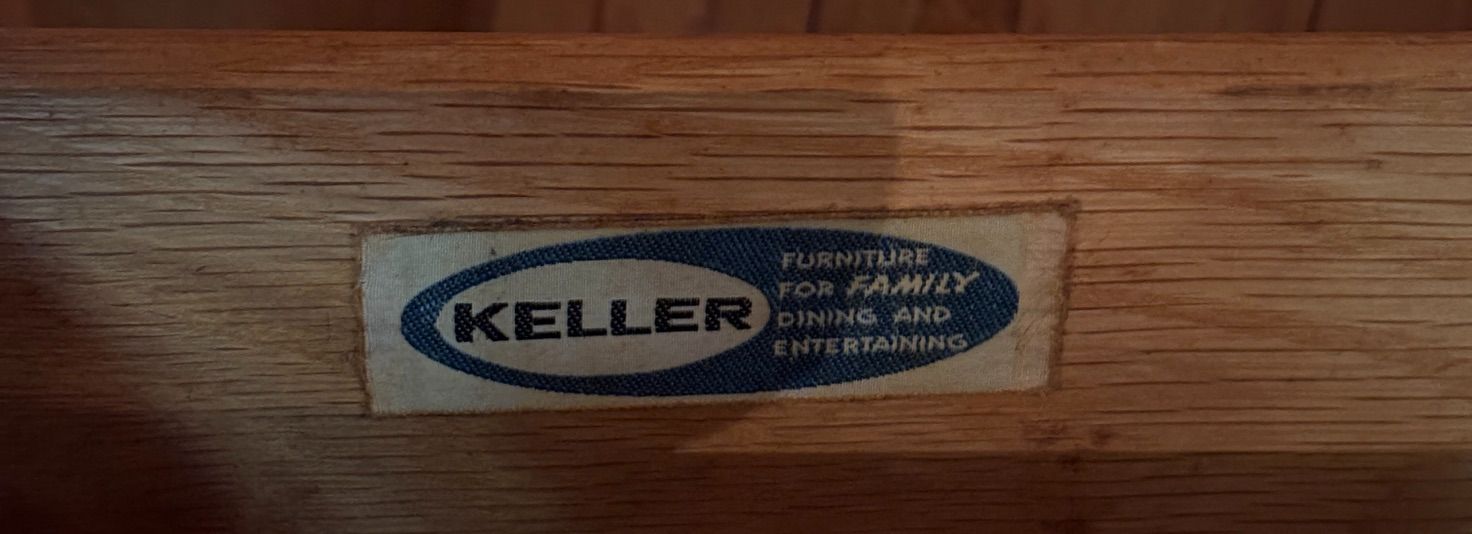 KELLER
FURNITURE
FOR FAMILY
DINING AND
ENTERTAINING